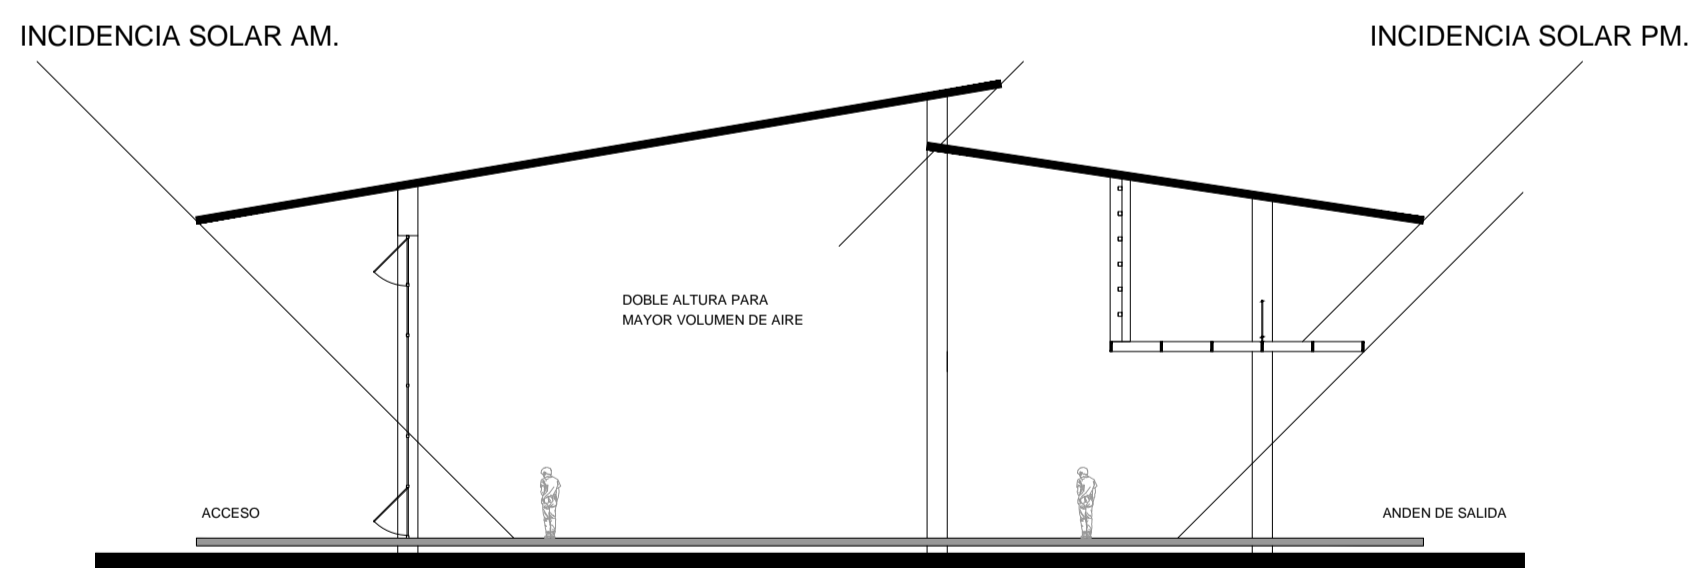 INCIDENCIA SOLAR AM.
INCIDENCIA SOLAR PM.
DOBLE ALTURA PARA
MAYOR VOLUMEN DE AIRE
ACCESO
ANDEN DE SALIDA